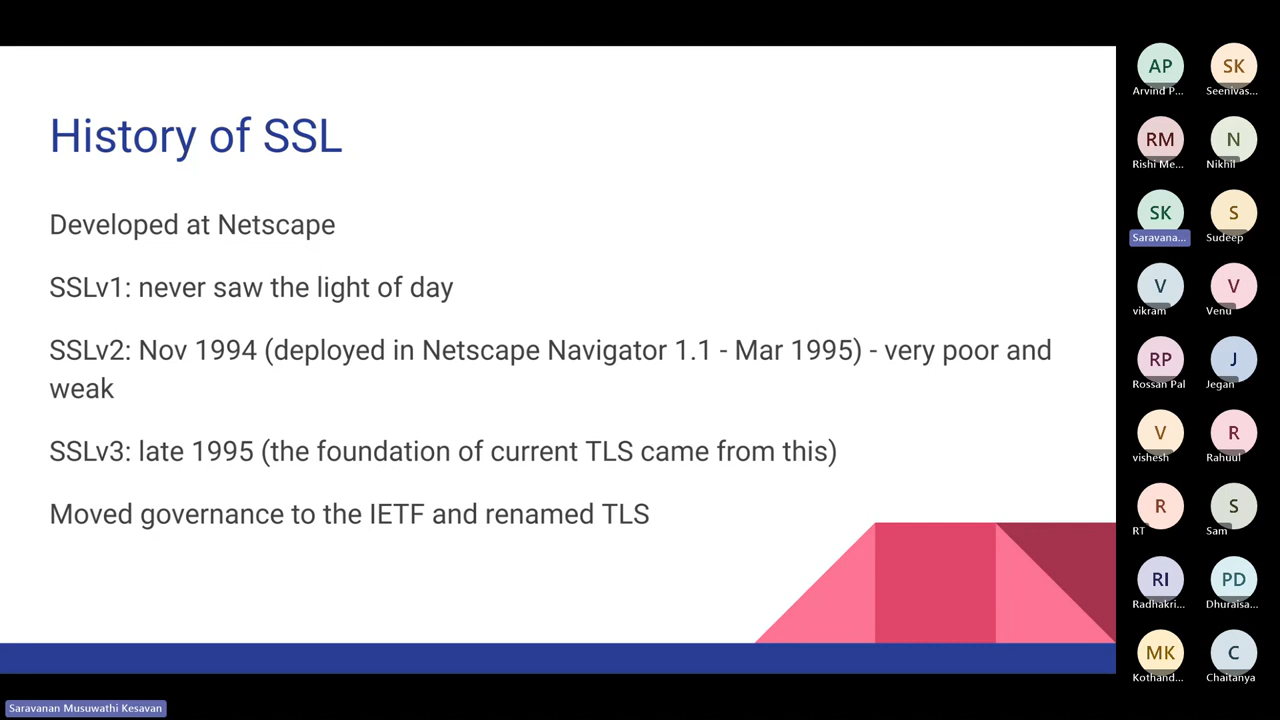 History of SSL
Developed at Netscape
SSLv1: never saw the light of day
SSLv2: Nov 1994 (deployed in Netscape Navigator 1.1 - Mar 1995) - very poor and
weak
SSLv3: late 1995 (the foundation of current TLS came from this)
Moved governance to the IETF and renamed TLS
AP
Arvind P...
SK
Seenivas...
RM
Rishi Me...
N
Nikhil
SK
Saravana...
S
Sudeep
V
vikram
V
Venu
RP
Rossan Pal
J
Jegan
V
vishesh
R
Rahuul
R
RT
S
Sam
RI
Radhakri...
PD
Dhuraisa...
MK
Kothand...
C
Chaitanya
Saravanan Musuwathi Kesavan